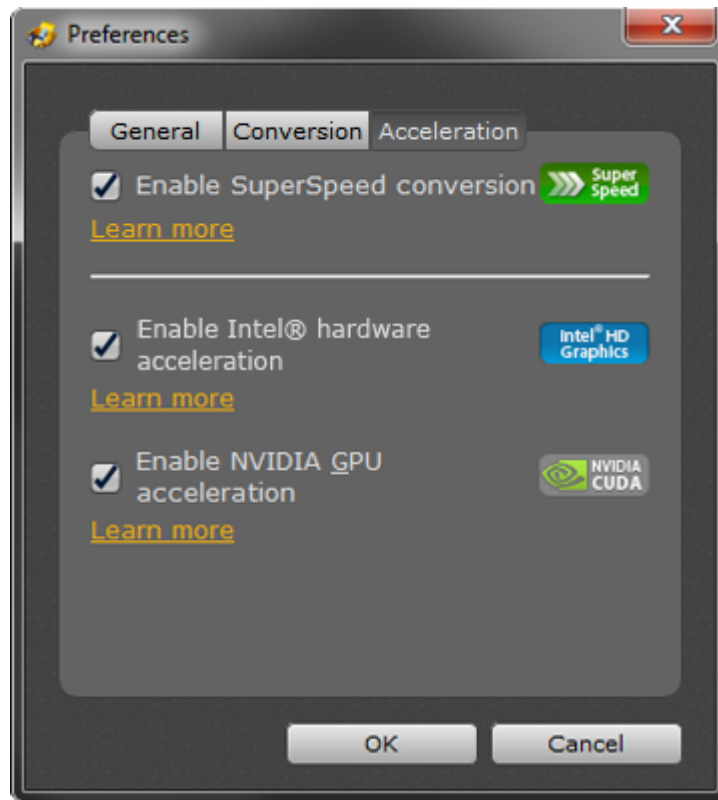 Preferences
General Conversion Acceleration
Enable SuperSpeed conversion
Super
Speed
Learn more
Enable Intel® hardware
acceleration
Intel® HD
Graphics
Learn more
Enable NVIDIA GPU
acceleration
NVIDIA
CUDA
Learn more
OK Cancel